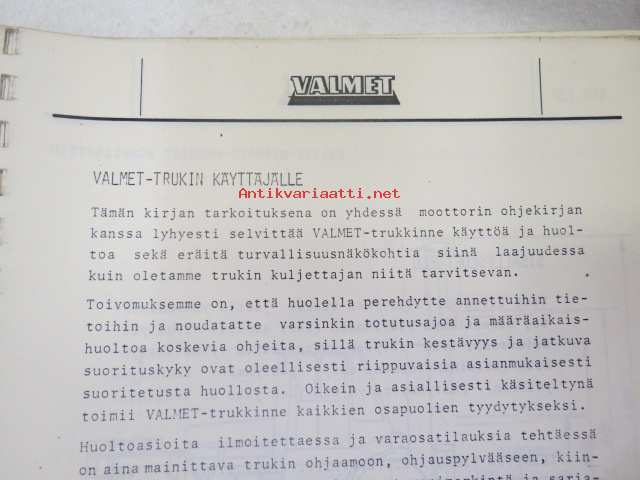 VALMET
VALMET-TRUKIN KÄYTTÄJÄLLE
Antikvariaatti.net
Tämän kirjan tarkoituksena on yhdessä moottorin ohjekirjan
kanssa lyhyesti selvittää VALMET-trukkinne käyttöä ja huol-
toa sekä eräitä turvallisuusnäkökohtia siinä laajuudessa
kuin oletamme trukin kuljettajan niitä tarvitsevan.
Toivomuksemme on, että huolella perehdytte annettuihin tie-
toihin ja noudatatte varsinkin totutusajoa ja määräaikais-
huoltoa koskevia ohjeita, sillä trukin kestävyys ja jatkuva
suorituskyky ovat oleellisesti riippuvaisia asianmukaisesti
suoritetusta huollosta. Oikein ja asiallisesti käsiteltynä
toimii VALMET-trukkinne kaikkien osapuolien tyydytykseksi.
Huoltoasioita ilmoitettaessa ja varaosatilauksia tehtäessä
on aina mainittava trukin ohjaamoon, ohjauspylvääseen, kiin-
ja sarja-